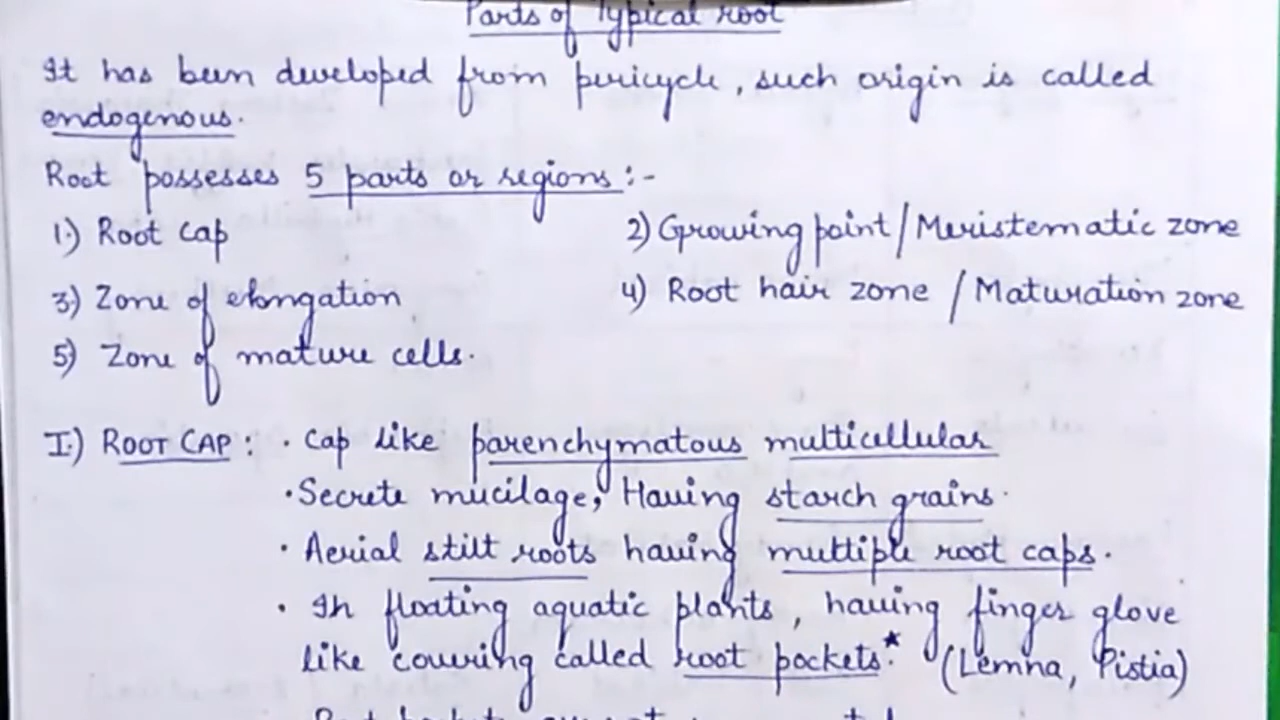 Parts of Typical root
It has been developed from pericycle, such origin is called
endogenous.
Root possesses 5 parts or regions :-
1.) Root cap
2) Growing point / Meristematic zone
3) Zone of elongation
4) Root hair zone / Maturation zone
5) Zone of mature cells.
I.) ROOT CAP : · Cap like parenchymatous multicellular
· Secrete mucilage, Having starch grains.
· Aerial stilt roots having multiple root caps.
· In floating aquatic plants, having finger glove
like covering called root pockets.* (Lemna, Pistia)